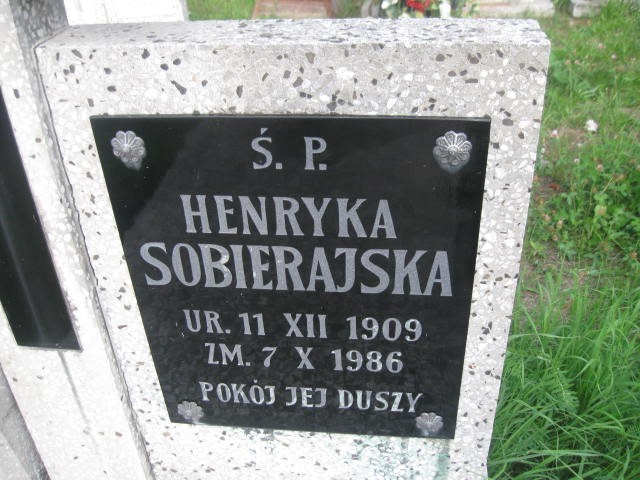 Ś. P.
HENRYKA
SOBIERAJSKA
UR. 11 XII 1909
ZM. 7 X 1986
POKÓJ JEJ DUSZY